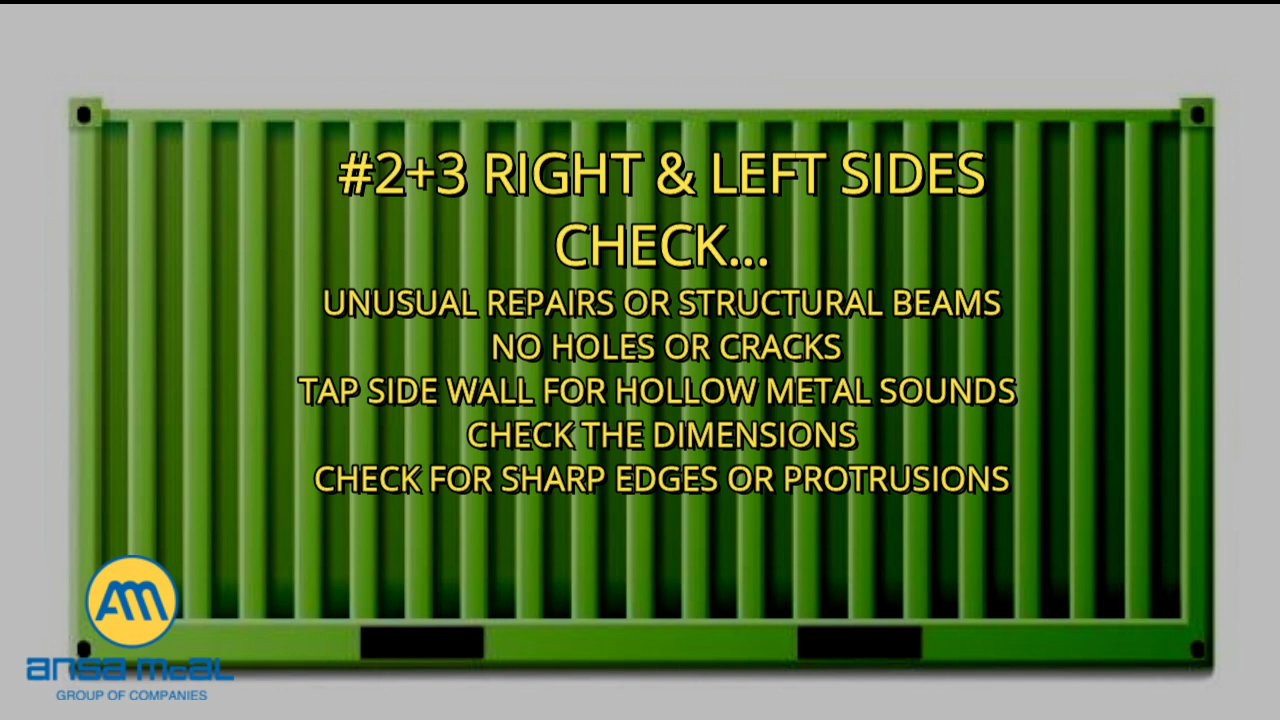 #2+3 RIGHT & LEFT SIDES
CHECK...
UNUSUAL REPAIRS OR STRUCTURAL BEAMS
NO HOLES OR CRACKS
TAP SIDE WALL FOR HOLLOW METAL SOUNDS
CHECK THE DIMENSIONS
CHECK FOR SHARP EDGES OR PROTRUSIONS
AM
ansa mcal
GROUP OF COMPANIES